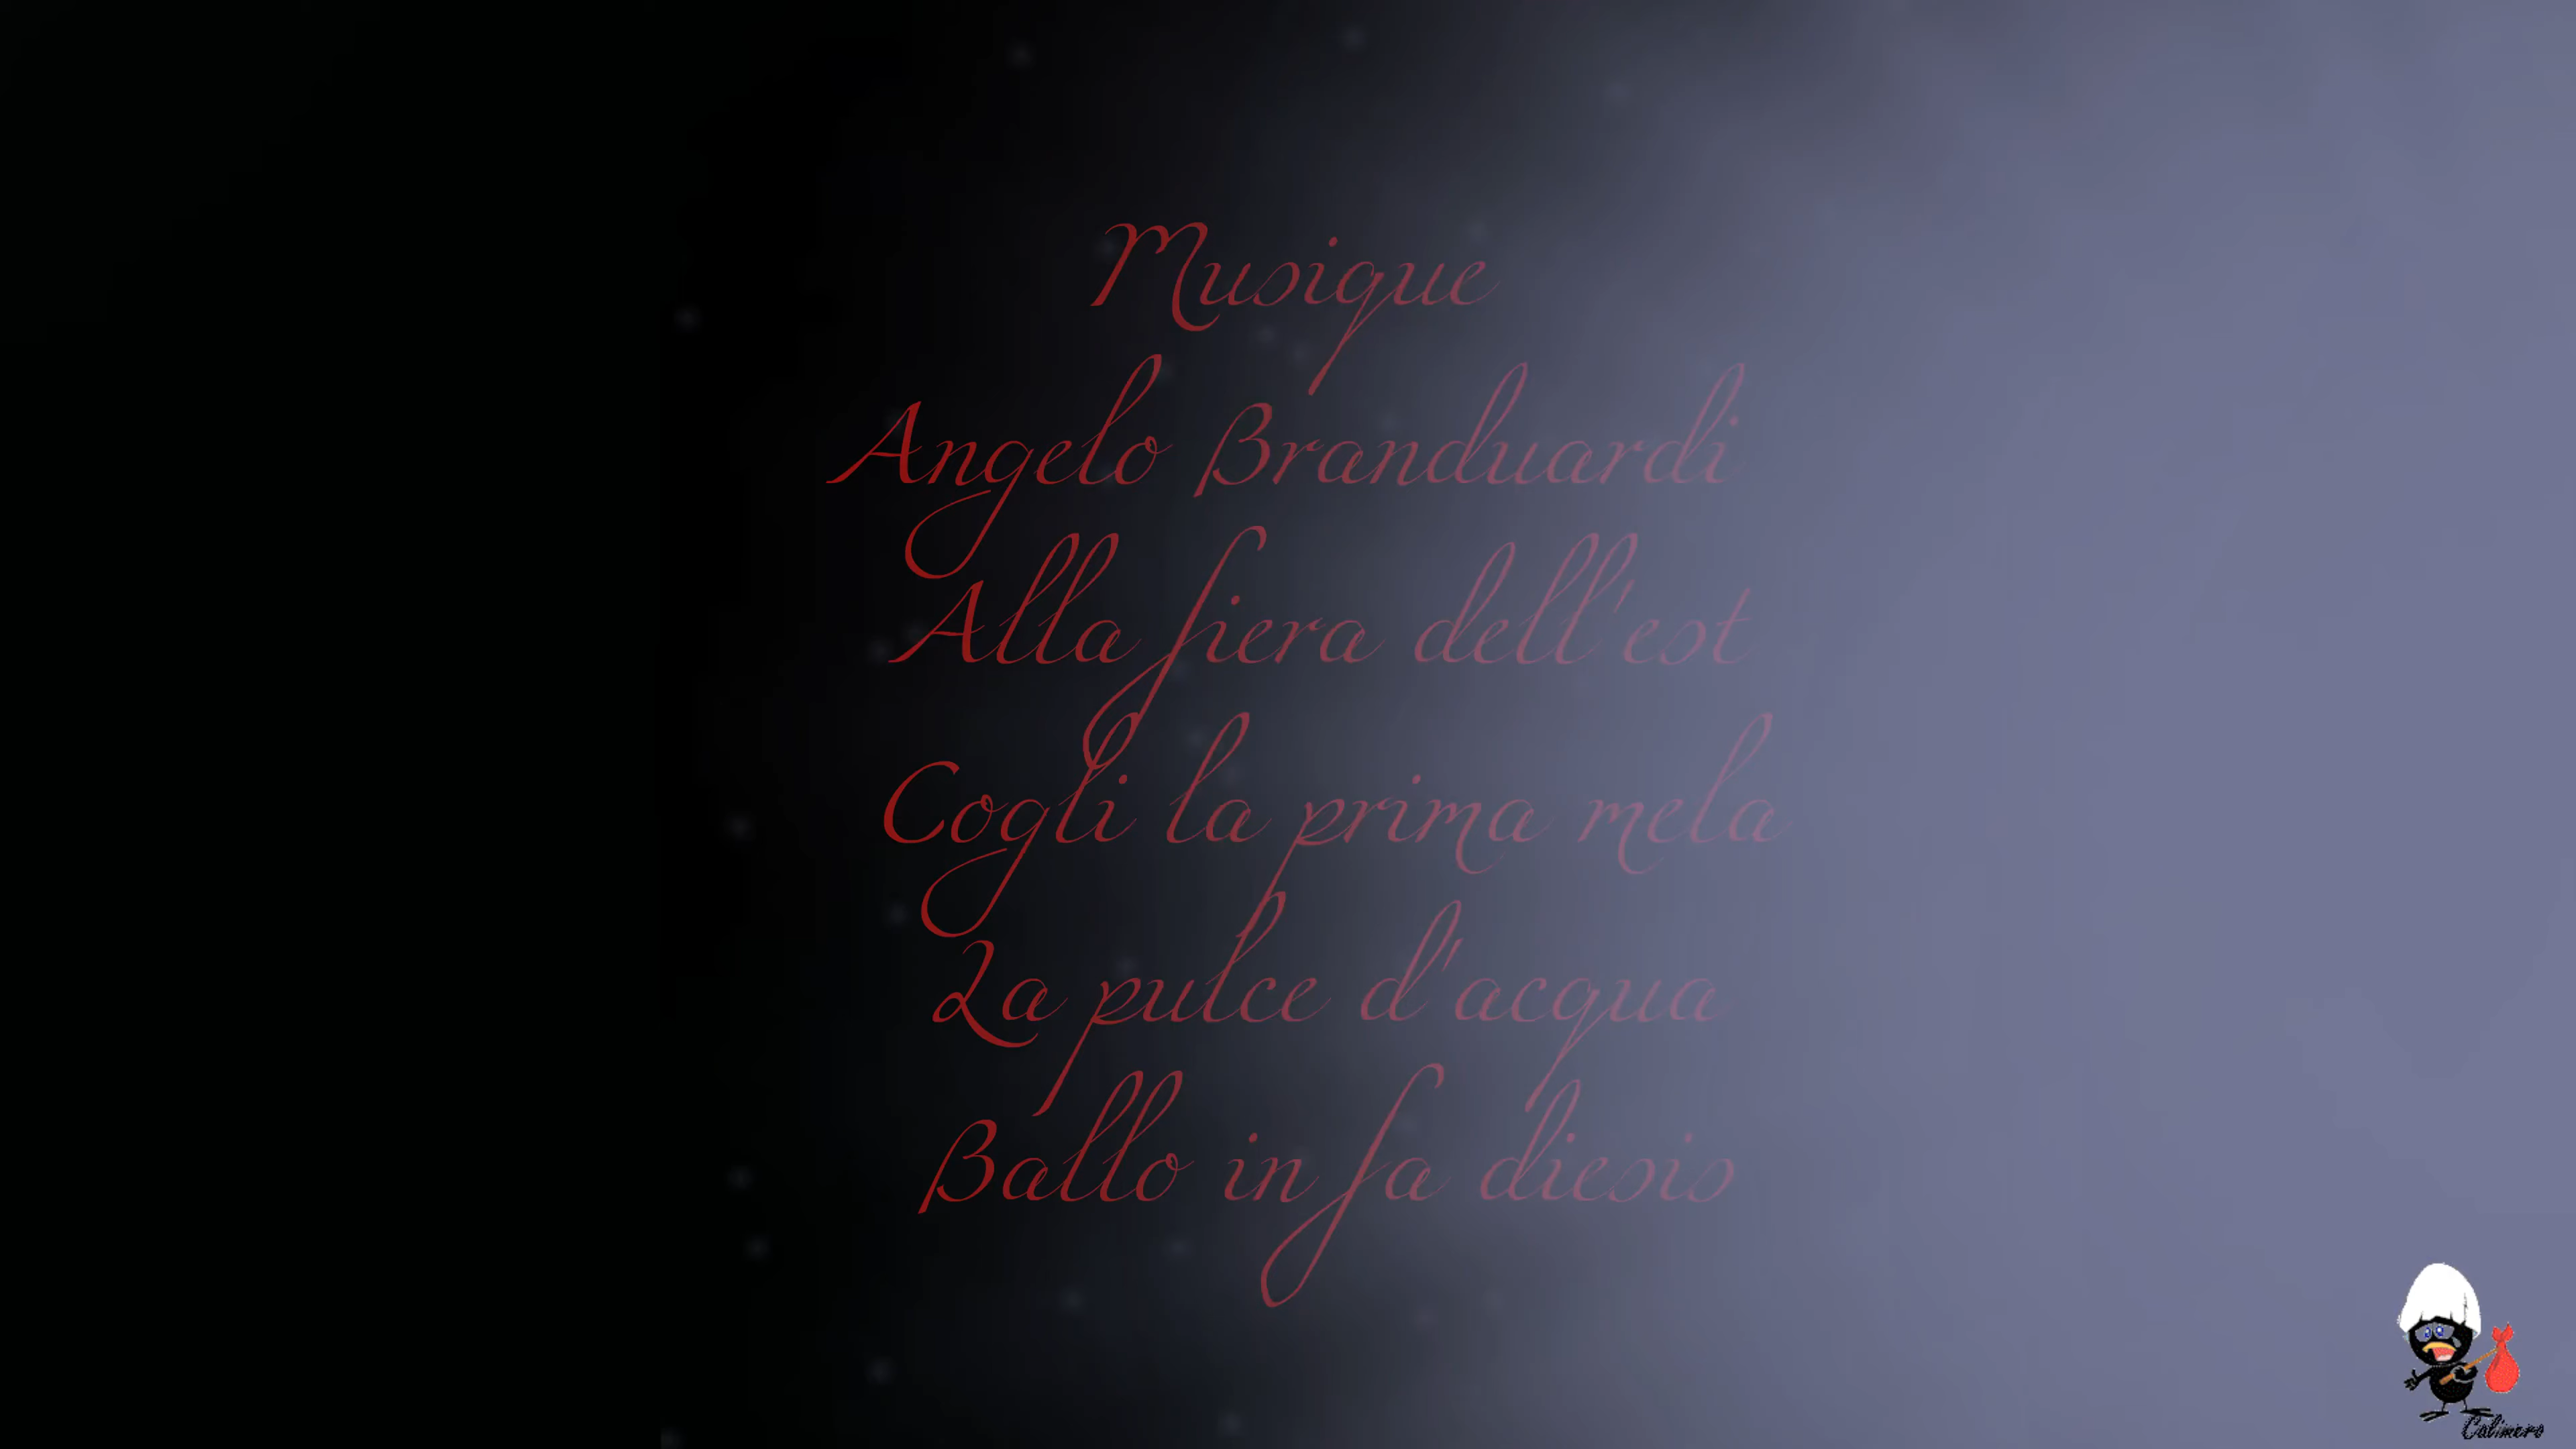 Musique
Angelo Branduardi
Alla fiera dell'est
Cogli la prima mela
La pulce d'acqua
Ballo in fa diesis
Calimero